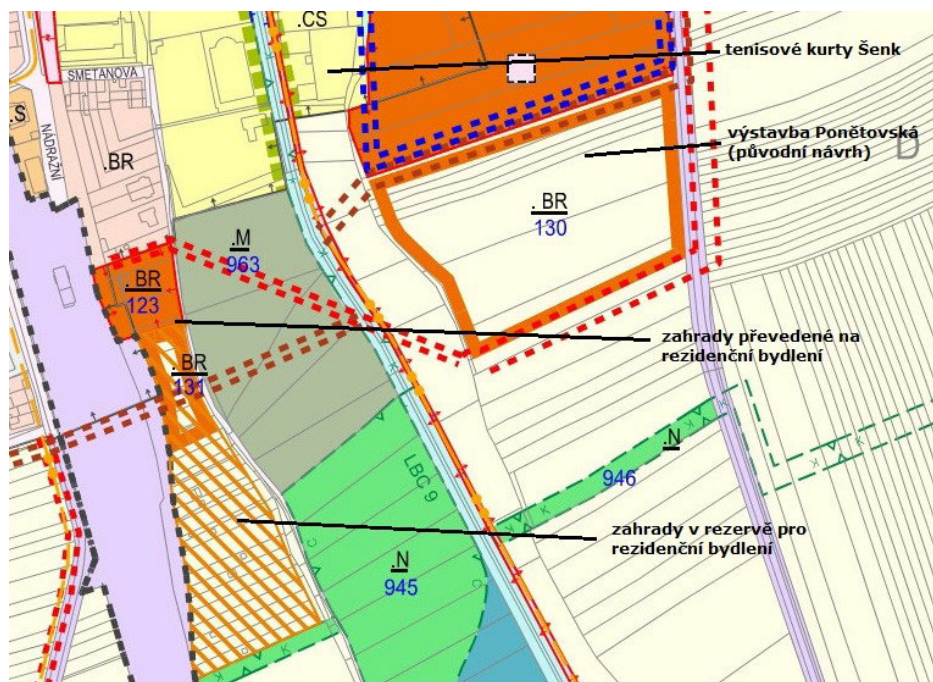 .CS
tenisové kurty Šenk
SMETANOVA
.S
NÁDRAŽNÍ
.BR
výstavba Ponětovská
(původní návrh)
D
.BR
130
.M
963
.BR
123
zahrady převedené na
rezidenční bydlení
.BR
131
.N
946
LBC 9
zahrady v rezervě pro
rezidenční bydlení
.N
945